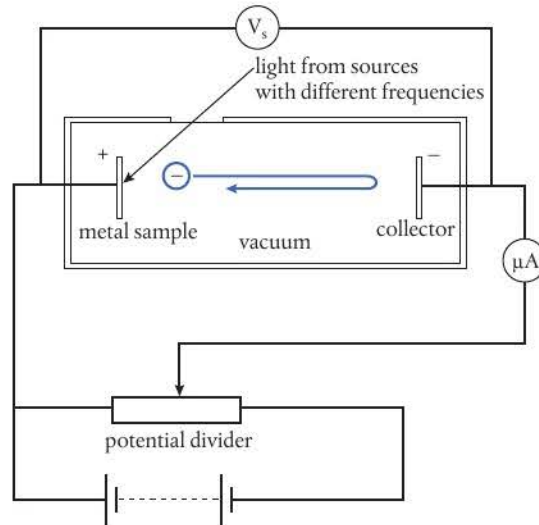 Vs
light from sources
with different frequencies
+
−
−
metal sample
collector
vacuum
μA
potential divider